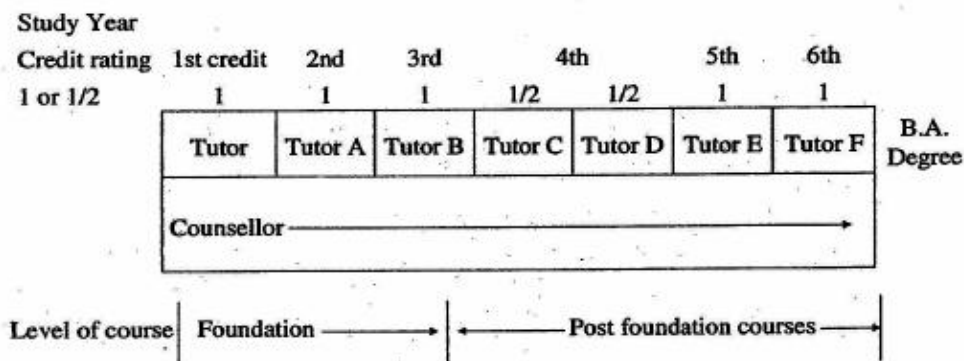 Study Year
Credit rating 1st credit 2nd 3rd 4th 5th 6th
1 or 1/2 1 1 1 1/2 1/2 1 1
Tutor Tutor A Tutor B Tutor C Tutor D Tutor E Tutor F B.A. Degree
Counsellor
Level of course Foundation Post foundation courses